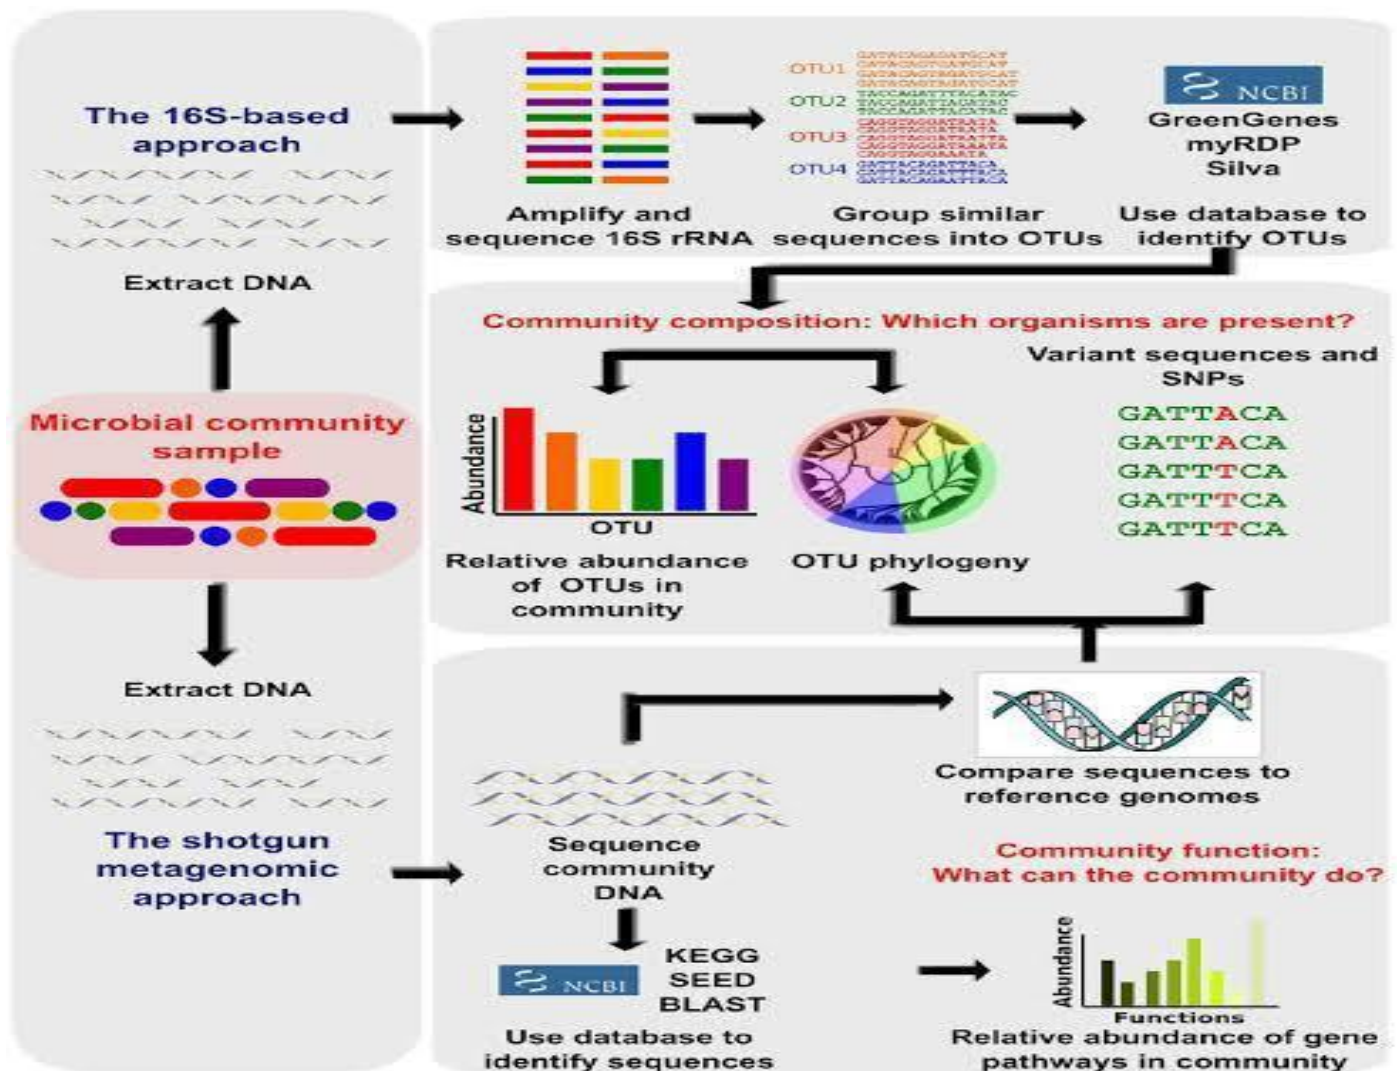 The 16S-based
approach
Extract DNA
Microbial community
sample
Extract DNA
The shotgun
metagenomic
approach
Amplify and
sequence 16S rRNA
OTU1
OTU2
OTU3
OTU4
Group similar
sequences into OTUs
NCBI
GreenGenes
myRDP
Silva
Use database to
identify OTUs
Community composition: Which organisms are present?
Abundance
OTU
Relative abundance
of OTUs in
community
OTU phylogeny
Variant sequences and
SNPs
GATTACA
GATTACA
GATTTCA
GATTTCA
GATTTCA
Sequence
community
DNA
NCBI
KEGG
SEED
BLAST
Use database to
identify sequences
Compare sequences to
reference genomes
Community function:
What can the community do?
Abundance
Functions
Relative abundance of gene
pathways in community